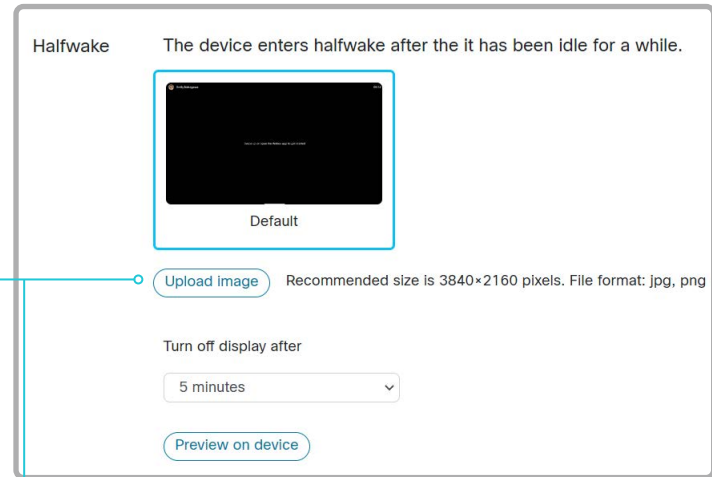 Halfwake The device enters halfwake after the it has been idle for a while.
Default
Upload image Recommended size is 3840×2160 pixels. File format: jpg, png
Turn off display after
5 minutes
Preview on device